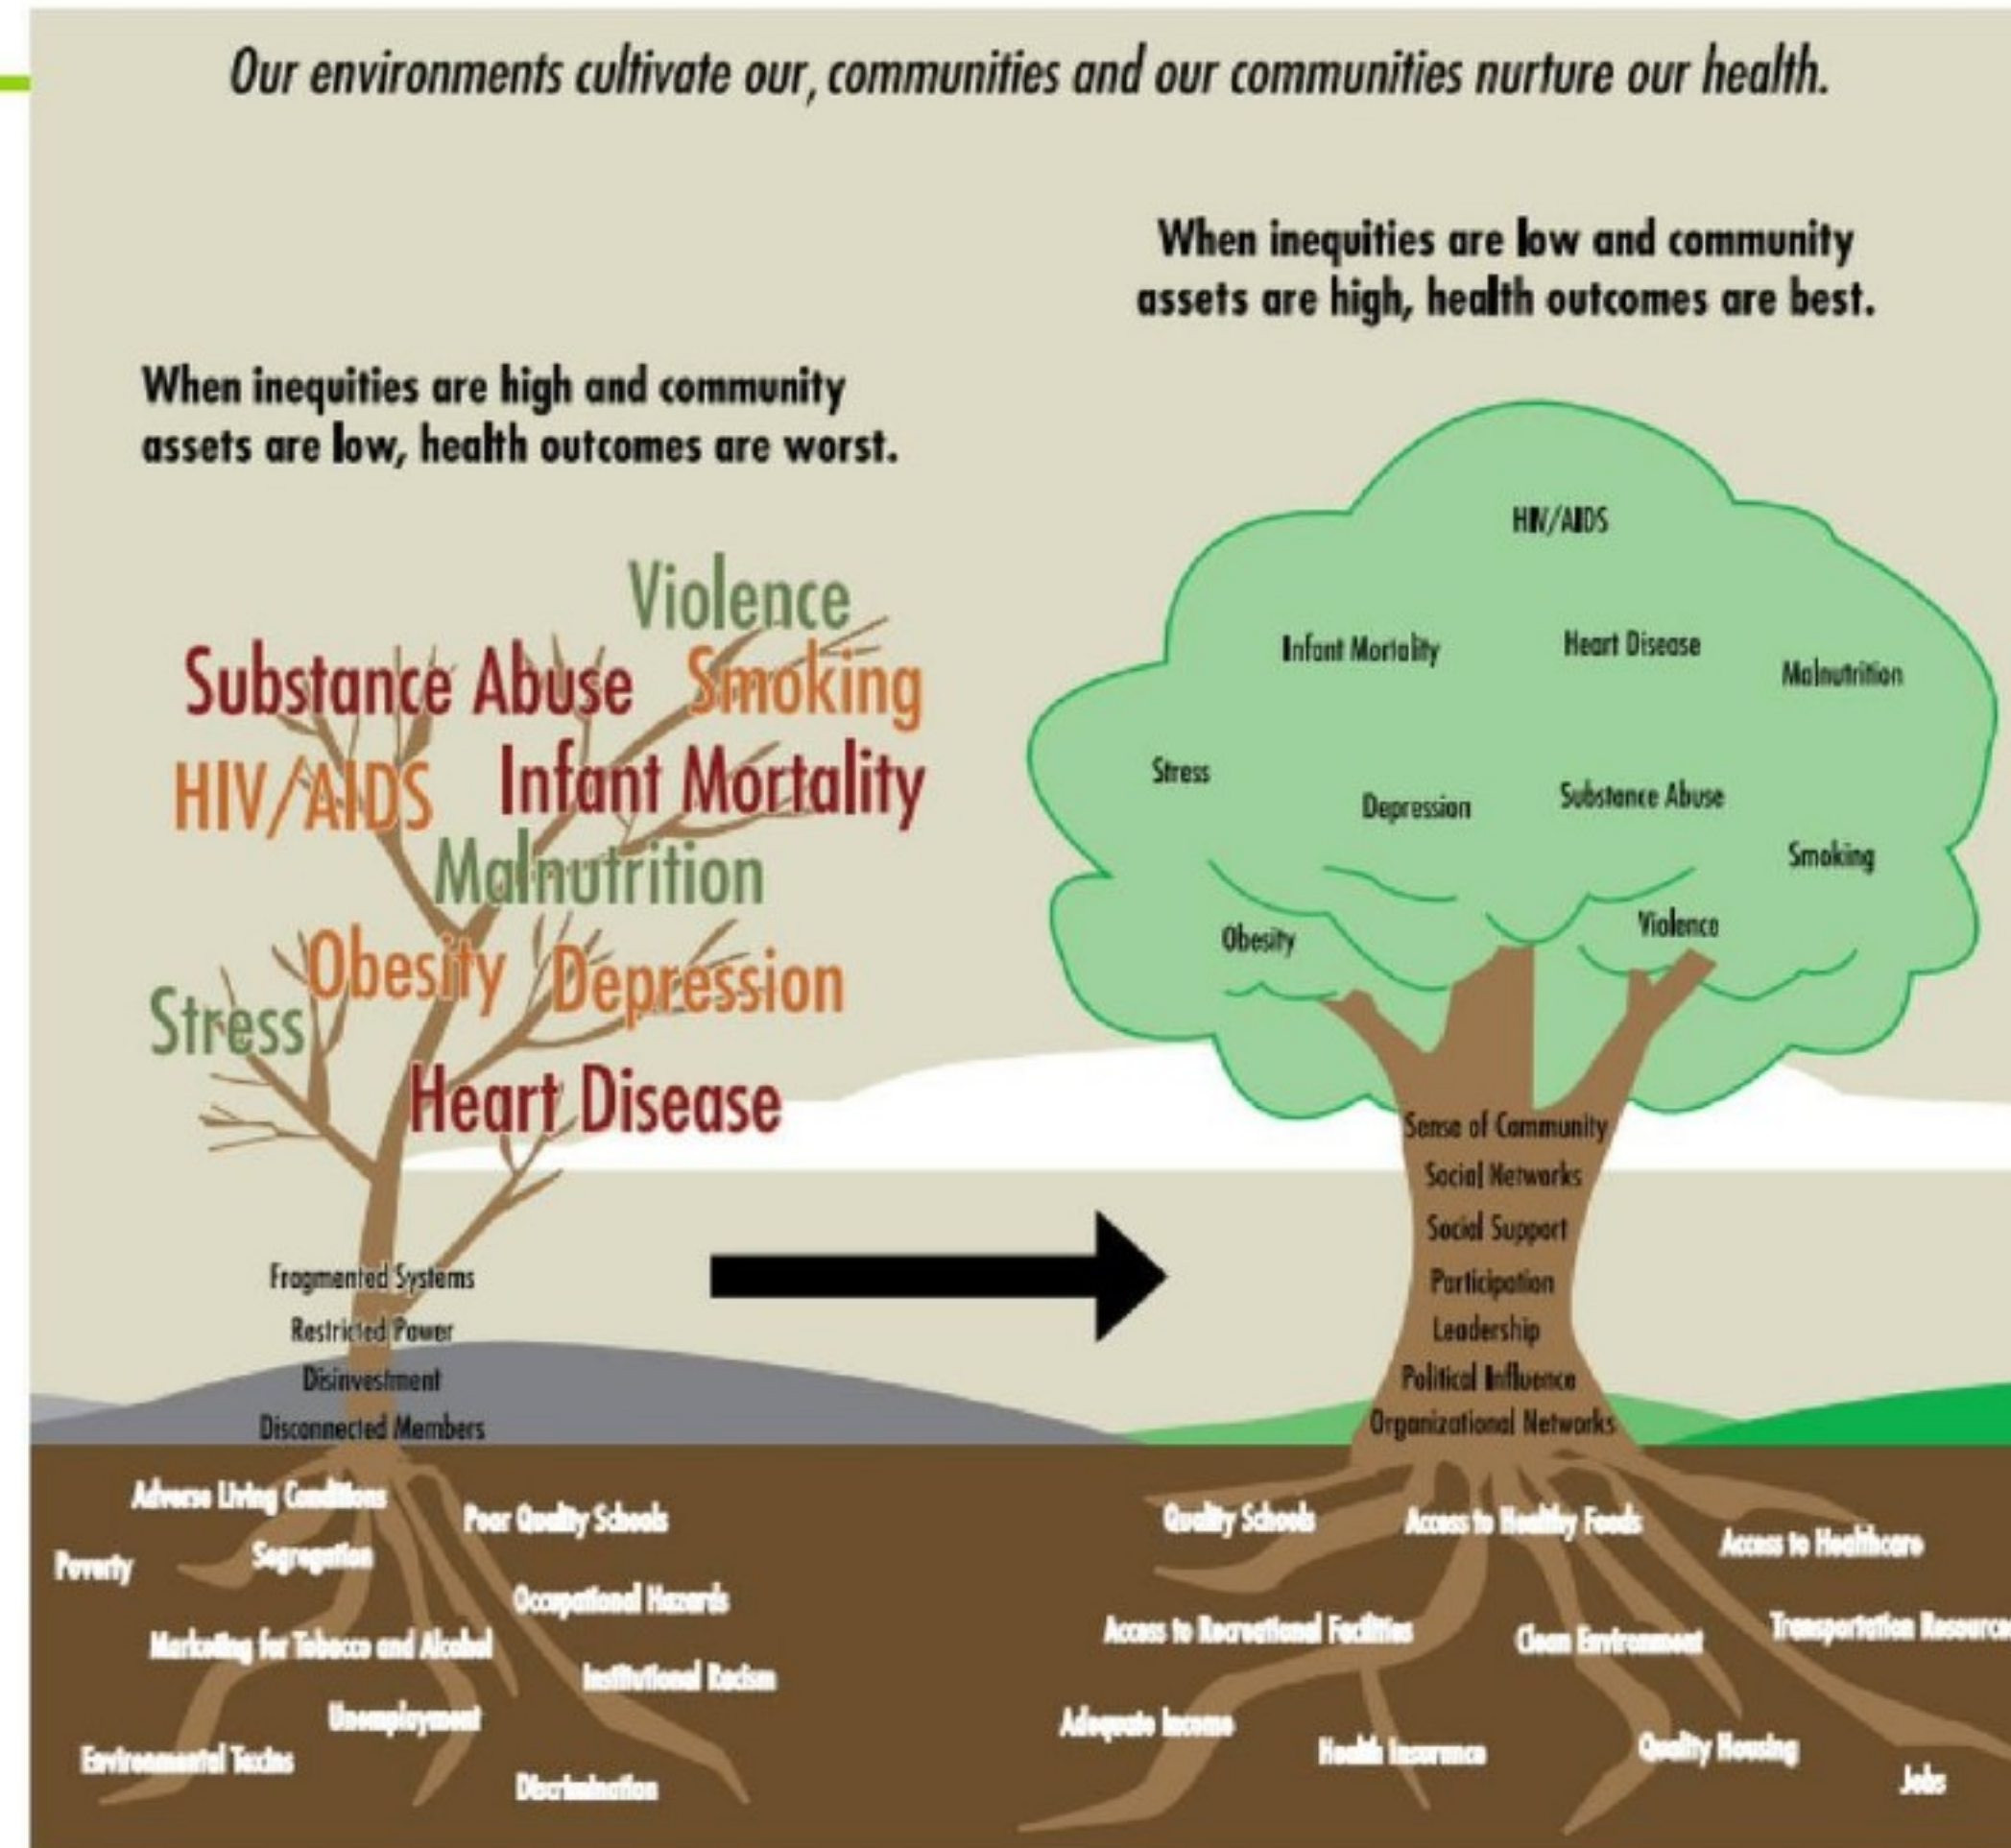 Our environments cultivate our, communities and our communities nurture our health.
When inequities are low and community
assets are high, health outcomes are best.
When inequities are high and community
assets are low, health outcomes are worst.
Violence
Substance Abuse
Smoking
HIV/AIDS
Infant Mortality
Malnutrition
Obesity
Depression
Stress
Heart Disease
Fragmented Systems
Restricted Power
Disinvestment
Disconnected Members
Adverse Living Conditions
Poor Quality Schools
Poverty
Segregation
Occupational Hazards
Marketing for Tobacco and Alcohol
Institutional Racism
Unemployment
Environmental Toxins
Discrimination
HIV/AIDS
Infant Mortality
Heart Disease
Malnutrition
Stress
Depression
Substance Abuse
Smoking
Obesity
Violence
Sense of Community
Social Networks
Social Support
Participation
Leadership
Political Influence
Organizational Networks
Quality Schools
Access to Healthy Foods
Access to Healthcare
Access to Recreational Facilities
Clean Environment
Transportation Resource
Adequate Income
Health Insurance
Quality Housing
Jobs